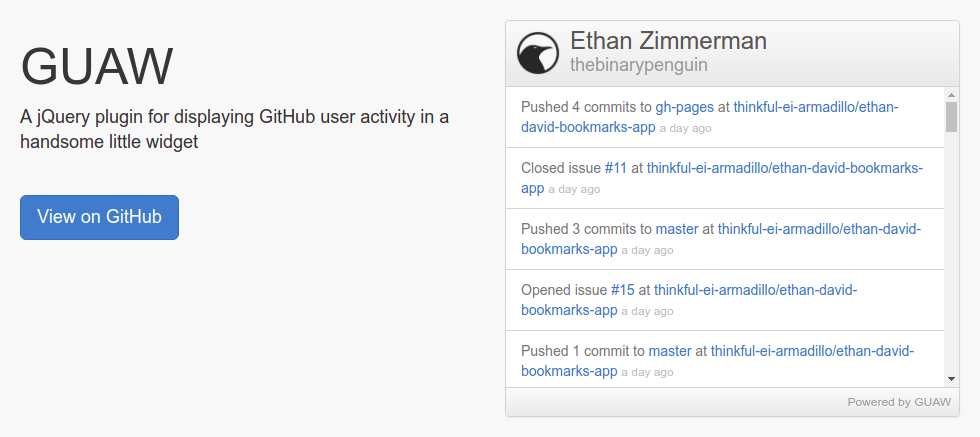 GUAW
A jQuery plugin for displaying GitHub user activity in a
handsome little widget
View on GitHub
Ethan Zimmerman
thebinarypenguin
Pushed 4 commits to gh-pages at thinkful-ei-armadillo/ethan-
david-bookmarks-app a day ago
Closed issue #11 at thinkful-ei-armadillo/ethan-david-bookmarks-
app a day ago
Pushed 3 commits to master at thinkful-ei-armadillo/ethan-david-
bookmarks-app a day ago
Opened issue #15 at thinkful-ei-armadillo/ethan-david-
bookmarks-app a day ago
Pushed 1 commit to master at thinkful-ei-armadillo/ethan-david-
bookmarks-app a day ago
Powered by GUAW